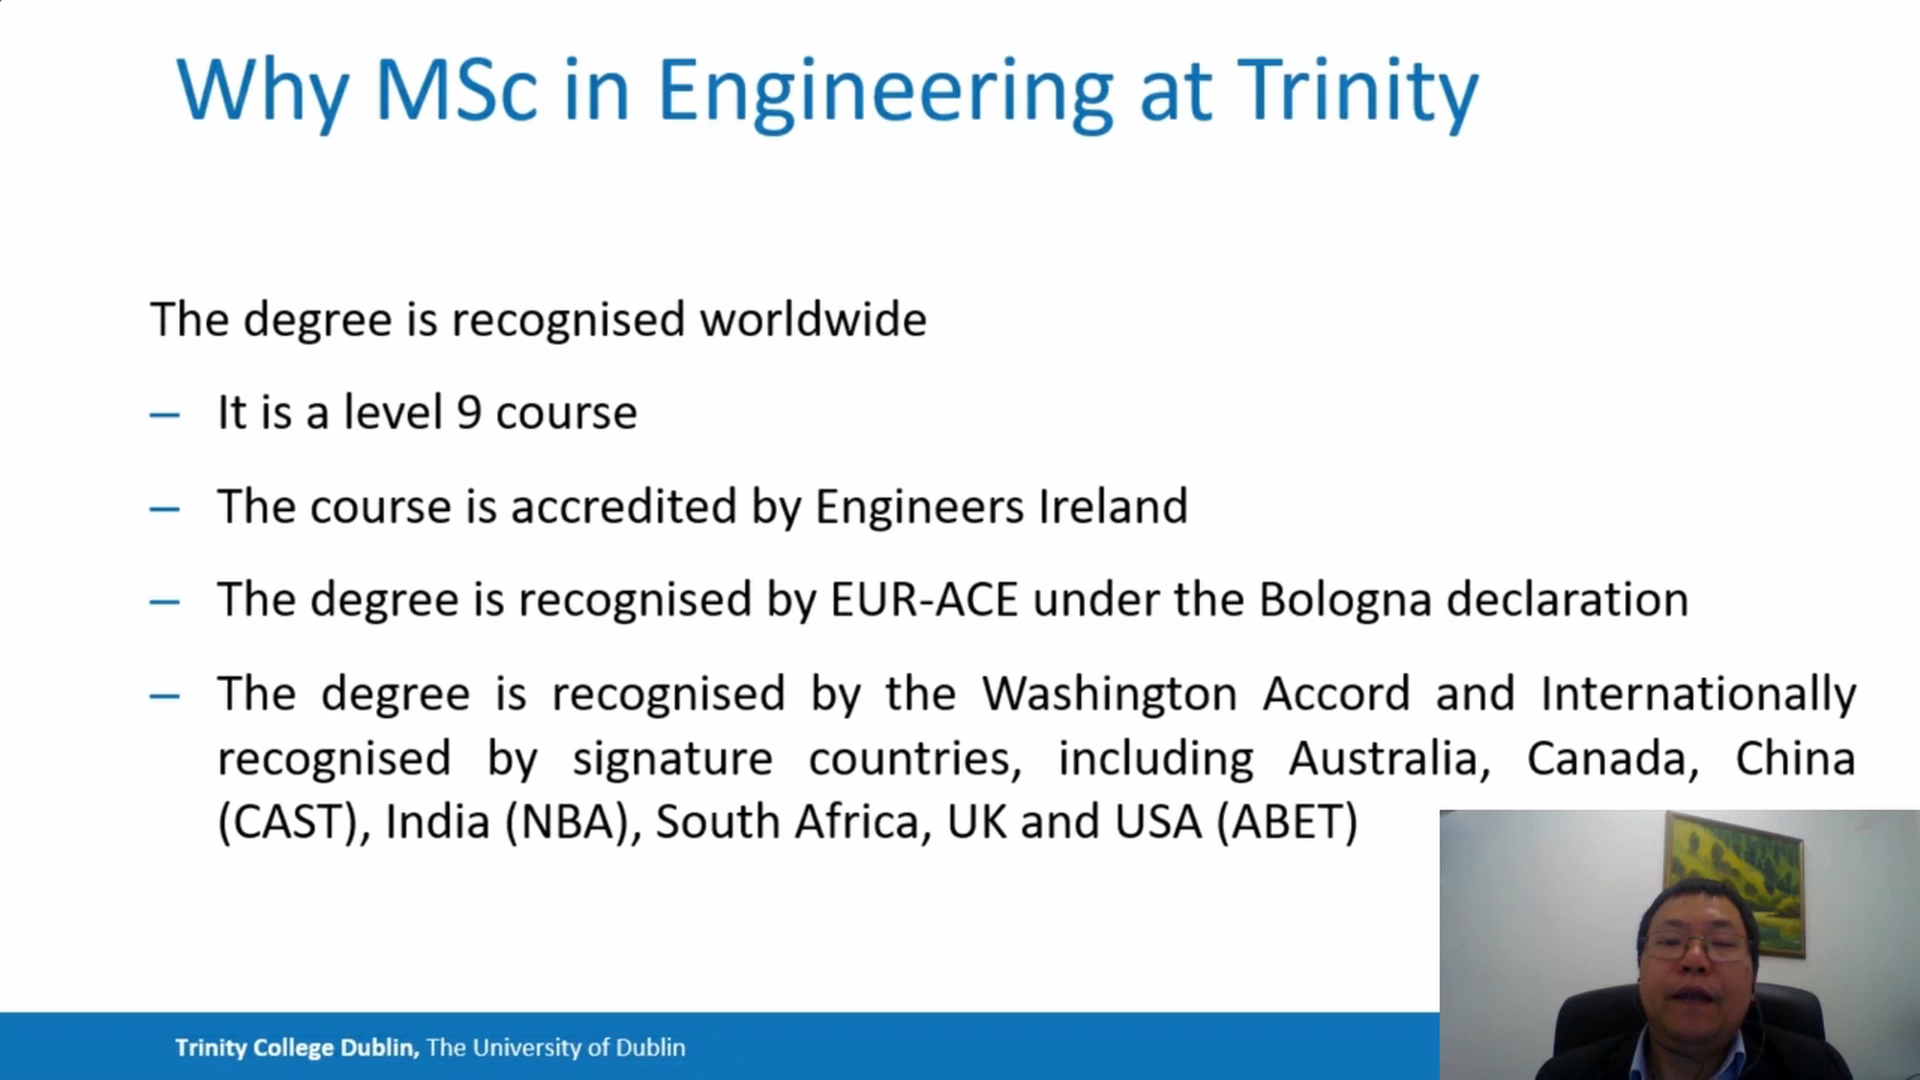 Why MSc in Engineering at Trinity
The degree is recognised worldwide
– It is a level 9 course
– The course is accredited by Engineers Ireland
– The degree is recognised by EUR-ACE under the Bologna declaration
– The degree is recognised by the Washington Accord and Internationally
recognised by signature countries, including Australia, Canada, China
(CAST), India (NBA), South Africa, UK and USA (ABET)
Trinity College Dublin, The University of Dublin